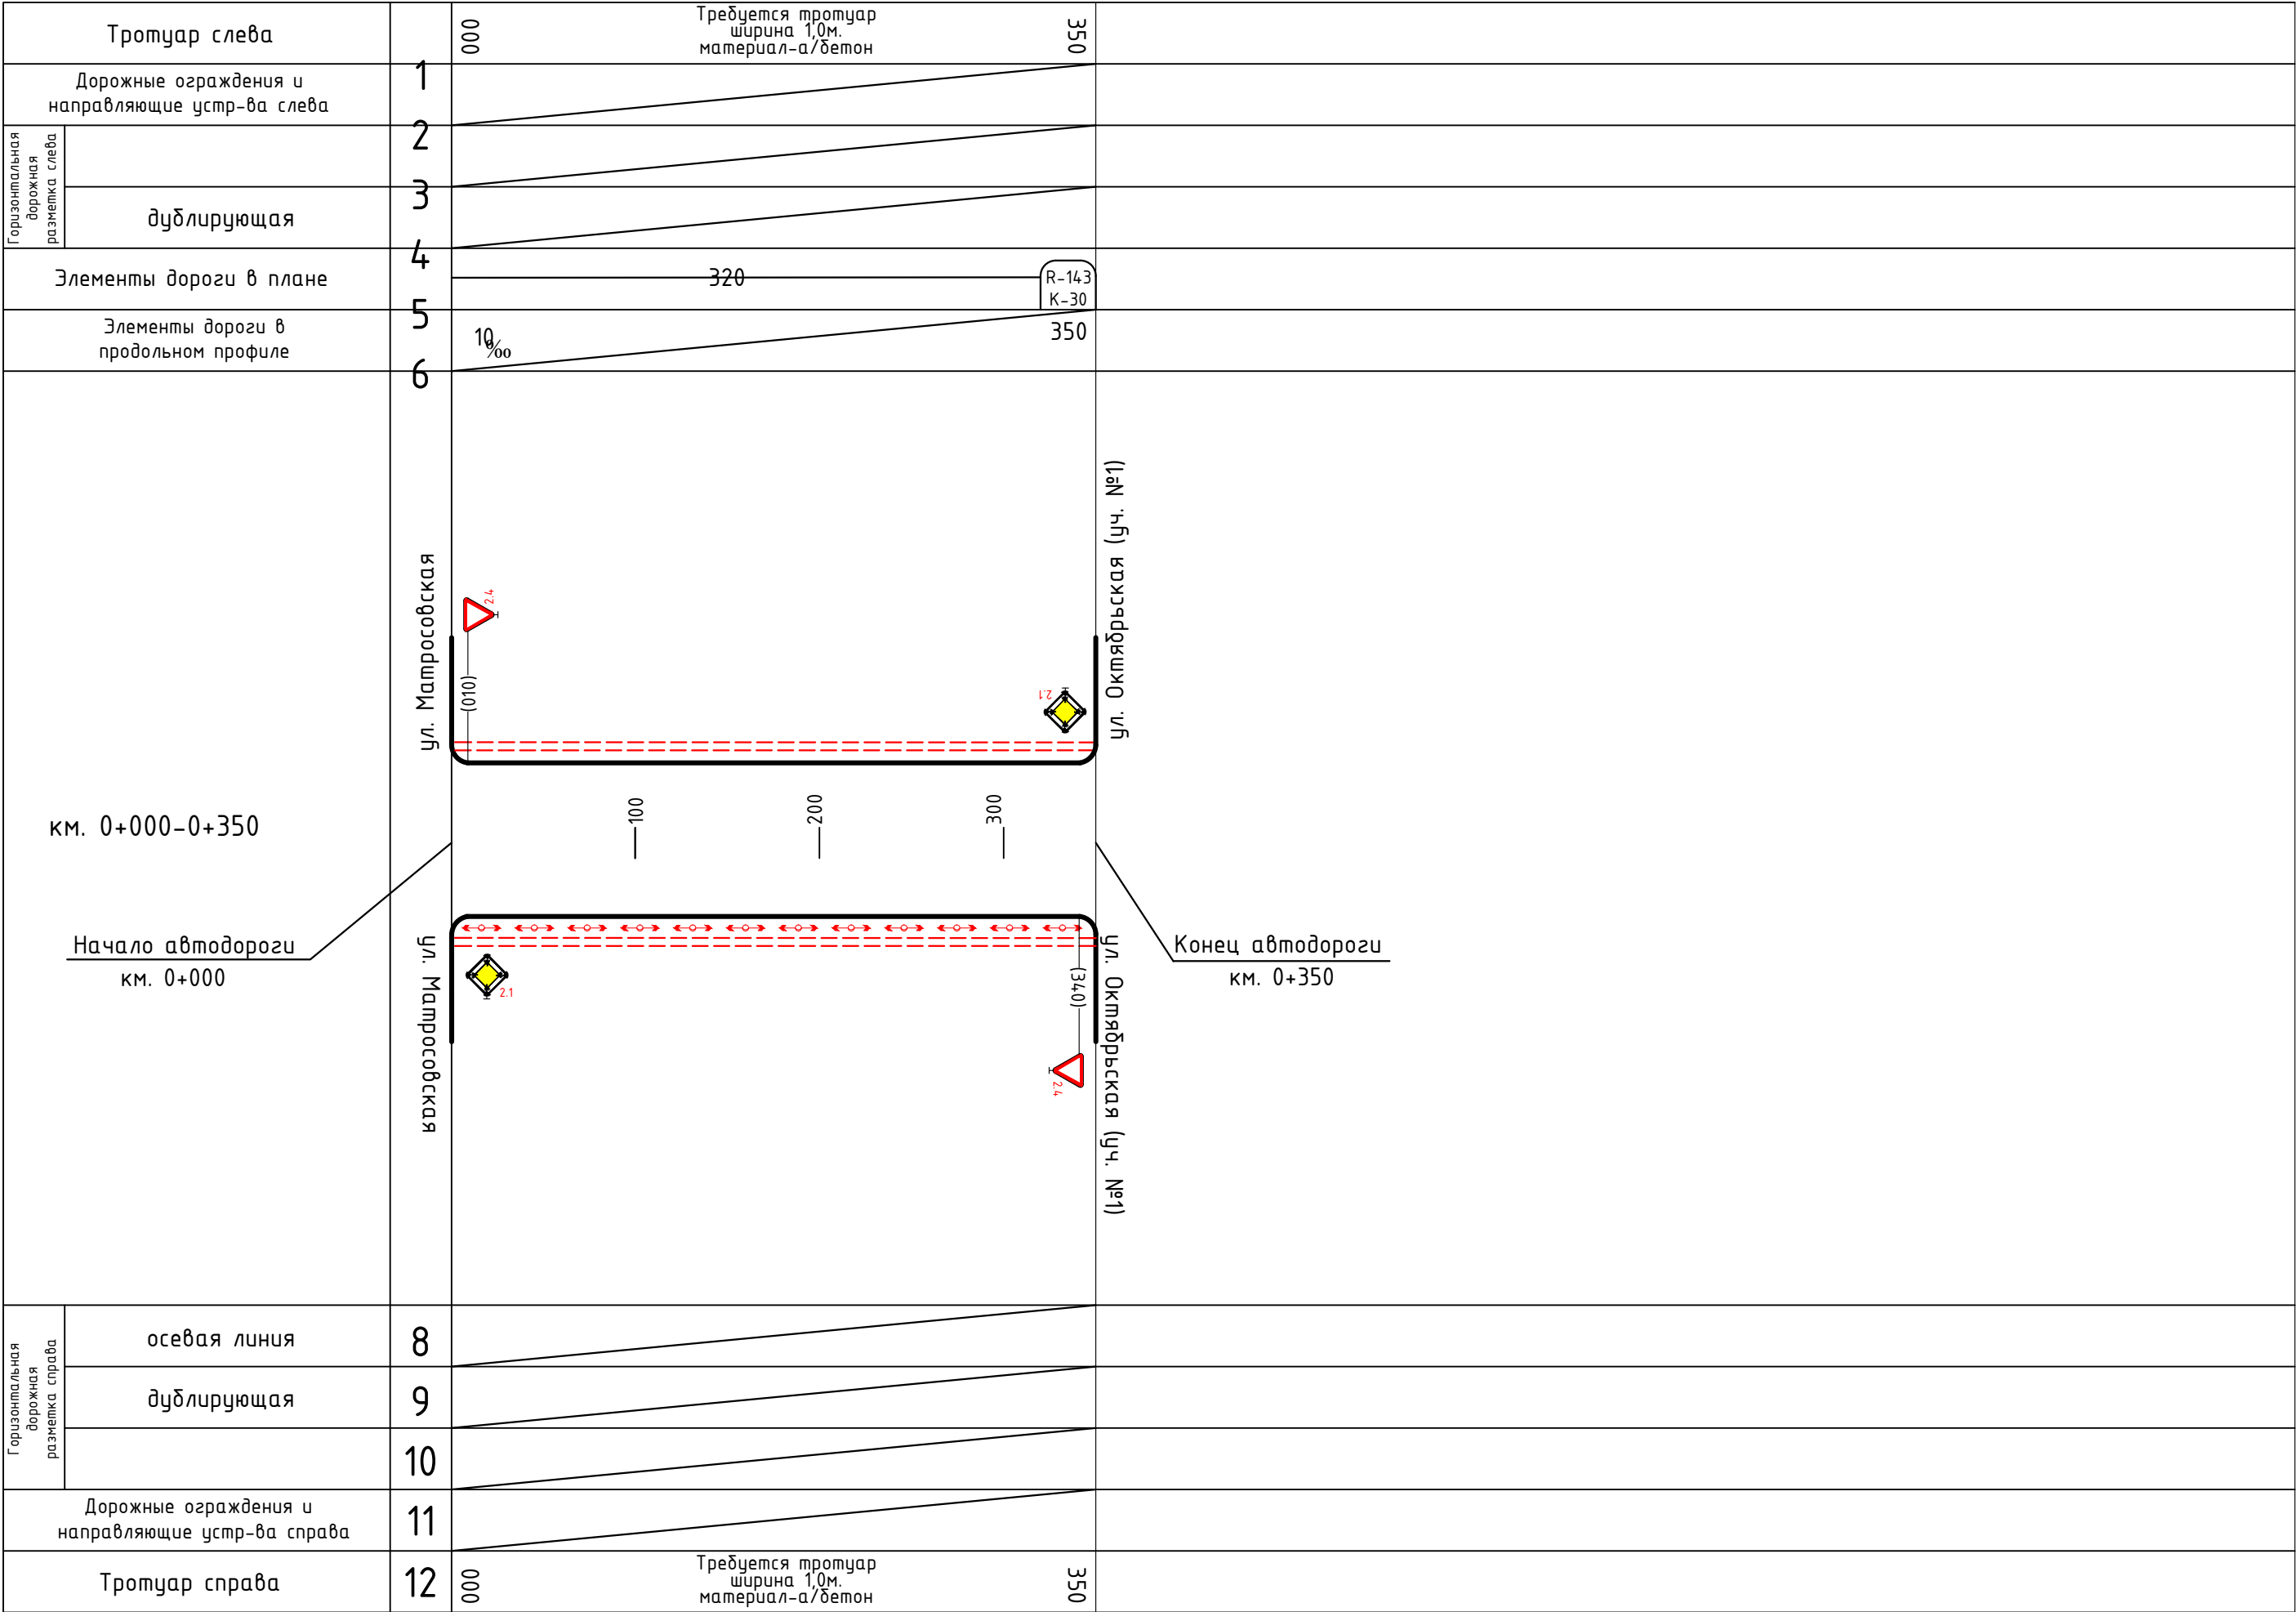 Тротуар слева
000
Требуется тротуар
ширина 1,0м.
материал-а/бетон
350
1
Дорожные ограждения и
направляющие устр-ва слева
2
Горизонтальная
дорожная
разметка слева
3
дублирующая
4
Элементы дороги в плане
320
R-143
К-30
5
Элементы дороги в
продольном профиле
10‰
350
6
ул. Матросовская
2.4
(010)
2.1
ул. Октябрьская (уч. №1)
км. 0+000-0+350
100
200
300
Начало автодороги
км. 0+000
Конец автодороги
км. 0+350
ул. Матросовская
2.1
(340)
2.4
ул. Октябрьская (уч. №1)
Горизонтальная
дорожная
разметка справа
осевая линия
8
дублирующая
9
10
Дорожные ограждения и
направляющие устр-ва справа
11
Тротуар справа
12
000
Требуется тротуар
ширина 1,0м.
материал-а/бетон
350